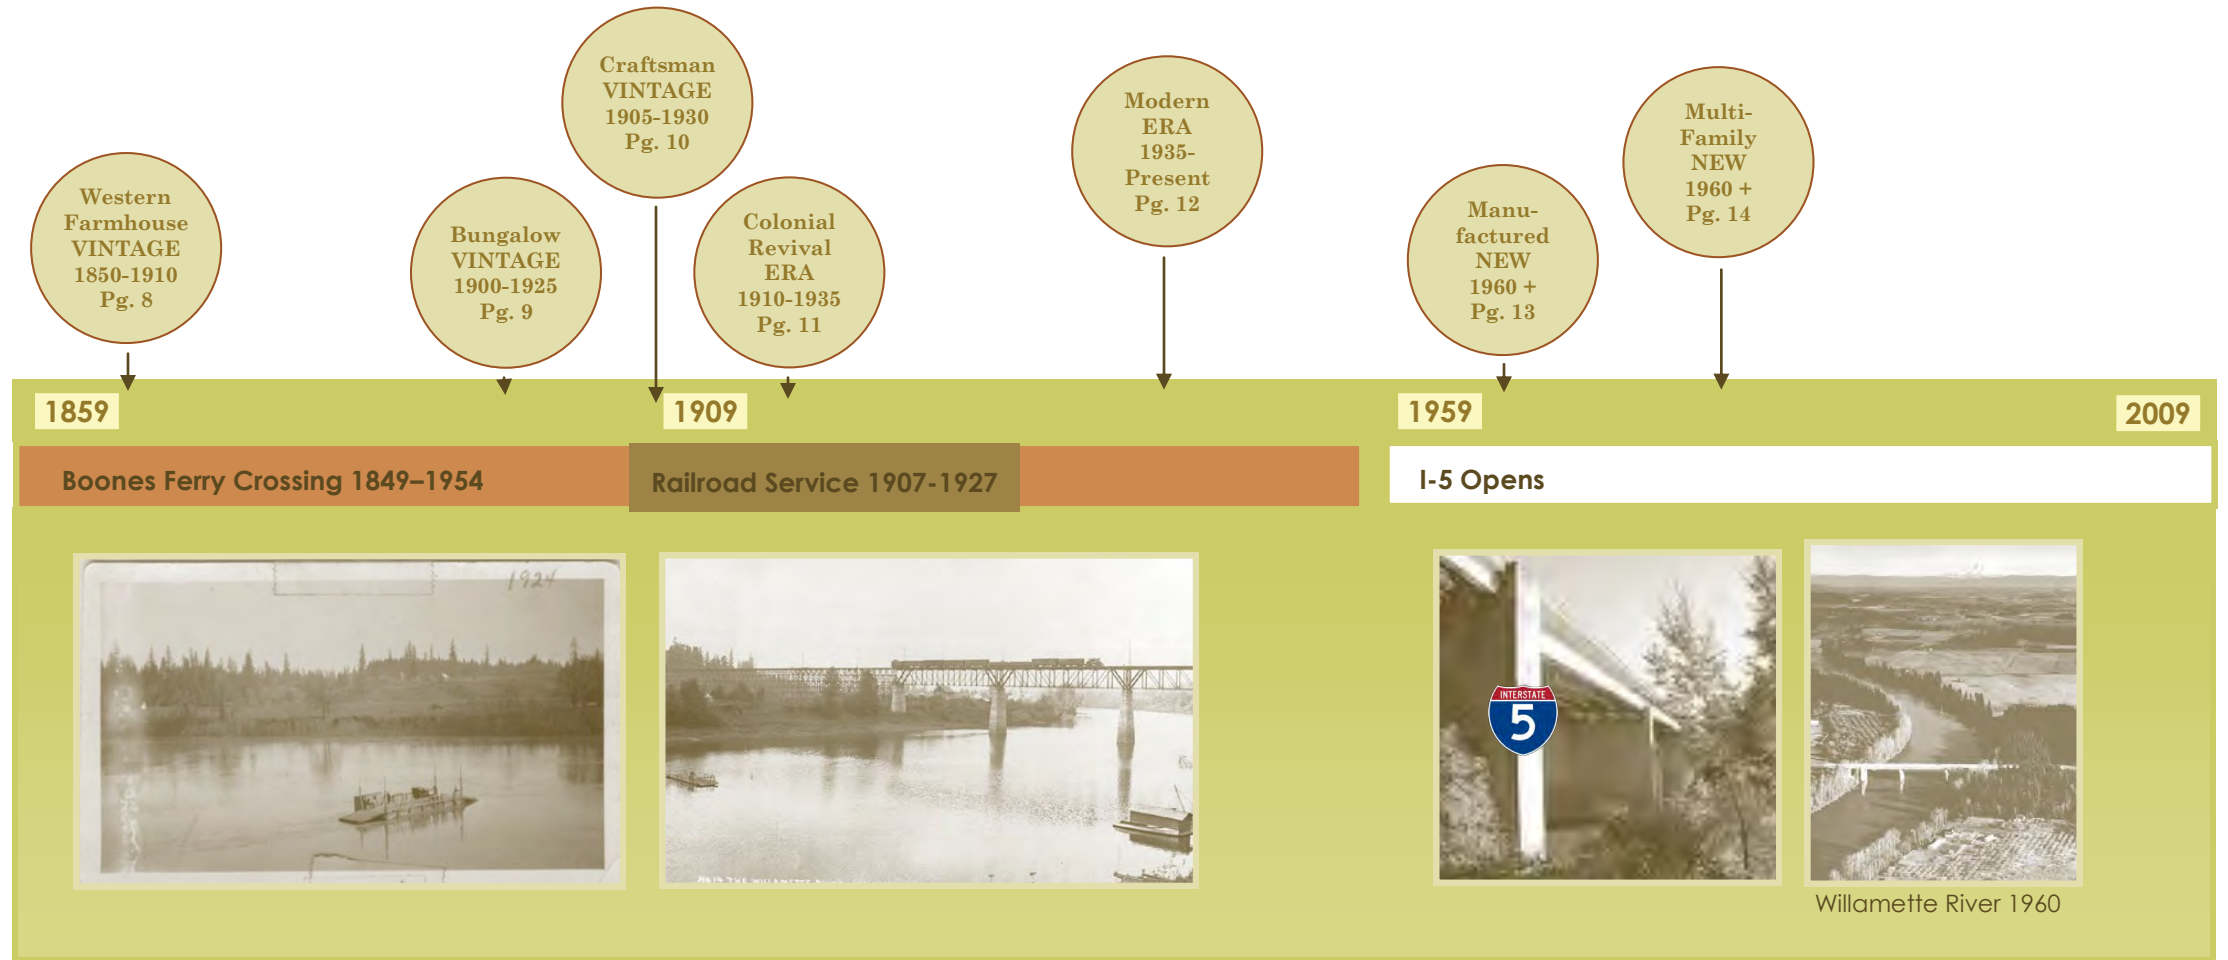 Western
Farmhouse
VINTAGE
1850-1910
Pg. 8
Bungalow
VINTAGE
1900-1925
Pg. 9
Craftsman
VINTAGE
1905-1930
Pg. 10
Colonial
Revival
ERA
1910-1935
Pg. 11
Modern
ERA
1935-
Present
Pg. 12
Manu-
factured
NEW
1960 +
Pg. 13
Multi-
Family
NEW
1960 +
Pg. 14
1859
1909
1959
2009
Boones Ferry Crossing 1849–1954
Railroad Service 1907-1927
I-5 Opens
1924
INTERSTATE
5
Willamette River 1960